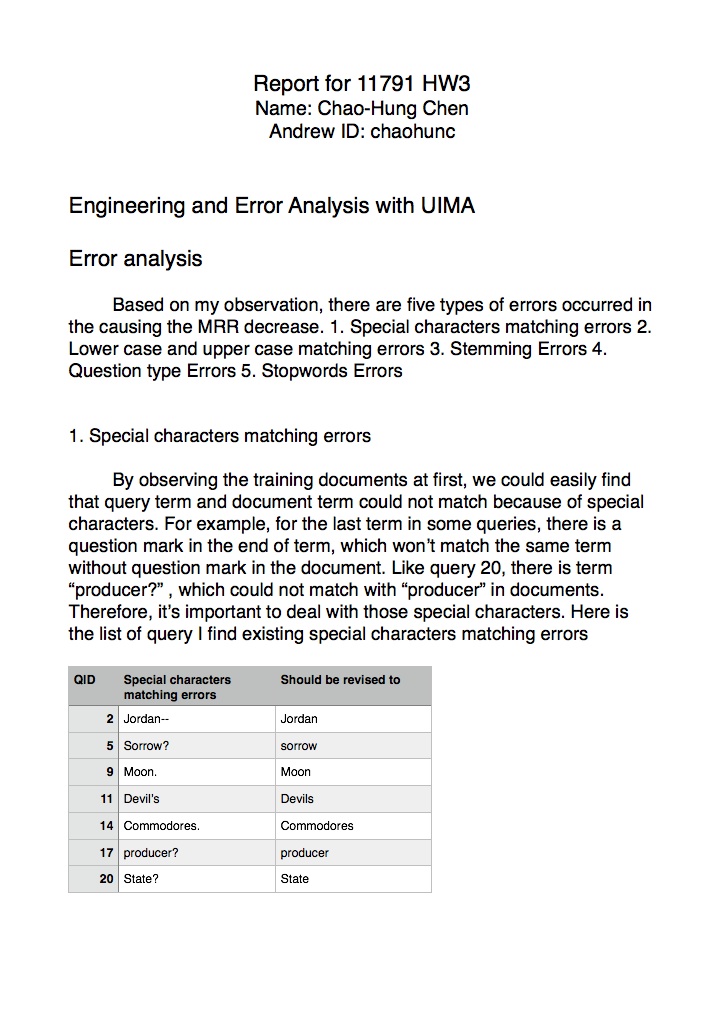 Report for 11791 HW3
Name: Chao-Hung Chen
Andrew ID: chaohunc
Engineering and Error Analysis with UIMA
Error analysis
Based on my observation, there are five types of errors occurred in
the causing the MRR decrease. 1. Special characters matching errors 2.
Lower case and upper case matching errors 3. Stemming Errors 4.
Question type Errors 5. Stopwords Errors
1. Special characters matching errors
By observing the training documents at first, we could easily find
that query term and document term could not match because of special
characters. For example, for the last term in some queries, there is a
question mark in the end of term, which won’t match the same term
without question mark in the document. Like query 20, there is term
“producer?” , which could not match with “producer” in documents.
Therefore, it’s important to deal with those special characters. Here is
the list of query I find existing special characters matching errors
QID Special characters matching errors Should be revised to
2 Jordan-- Jordan
5 Sorrow? sorrow
9 Moon. Moon
11 Devil's Devils
14 Commodores. Commodores
17 producer? producer
20 State? State